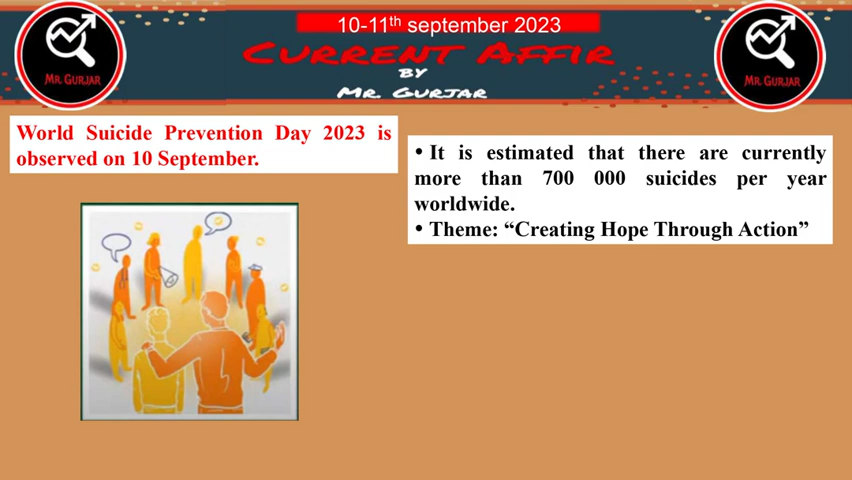 10-11th september 2023
Current Affir
by
Mr. Gurjar
Mr. Gurjar
Mr. Gurjar
World Suicide Prevention Day 2023 is
observed on 10 September.
• It is estimated that there are currently
more than 700 000 suicides per year
worldwide.
• Theme: “Creating Hope Through Action”